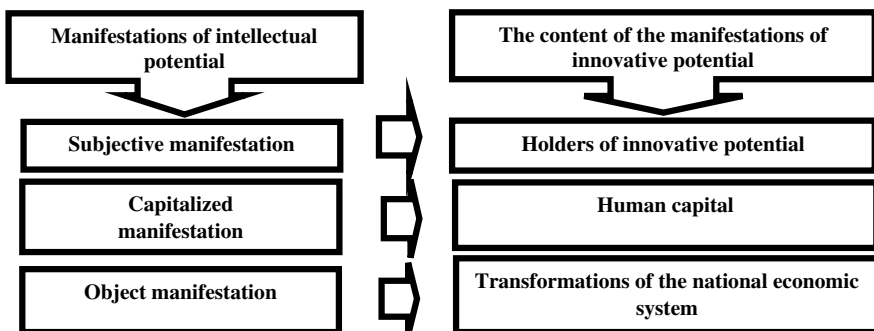 Manifestations of intellectual
potential
The content of the manifestations of
innovative potential
Subjective manifestation
Holders of innovative potential
Capitalized
manifestation
Human capital
Object manifestation
Transformations of the national economic
system